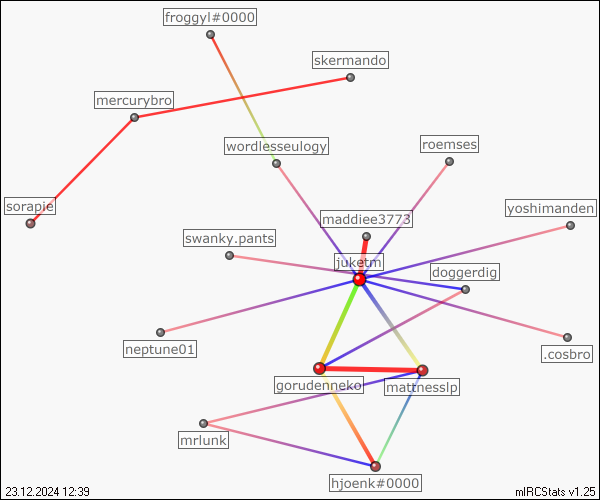 froggyl#0000
skermando
mercurybro
wordlesseulogy
roemses
sorapie
maddiee3773
yoshimanden
swanky.pants
juketm
doggerdig
neptune01
.cosbro
gorudenneko
mattnesslp
mrlunk
hjoenk#0000
23.12.2024 12:39
mIRCStats v1.25